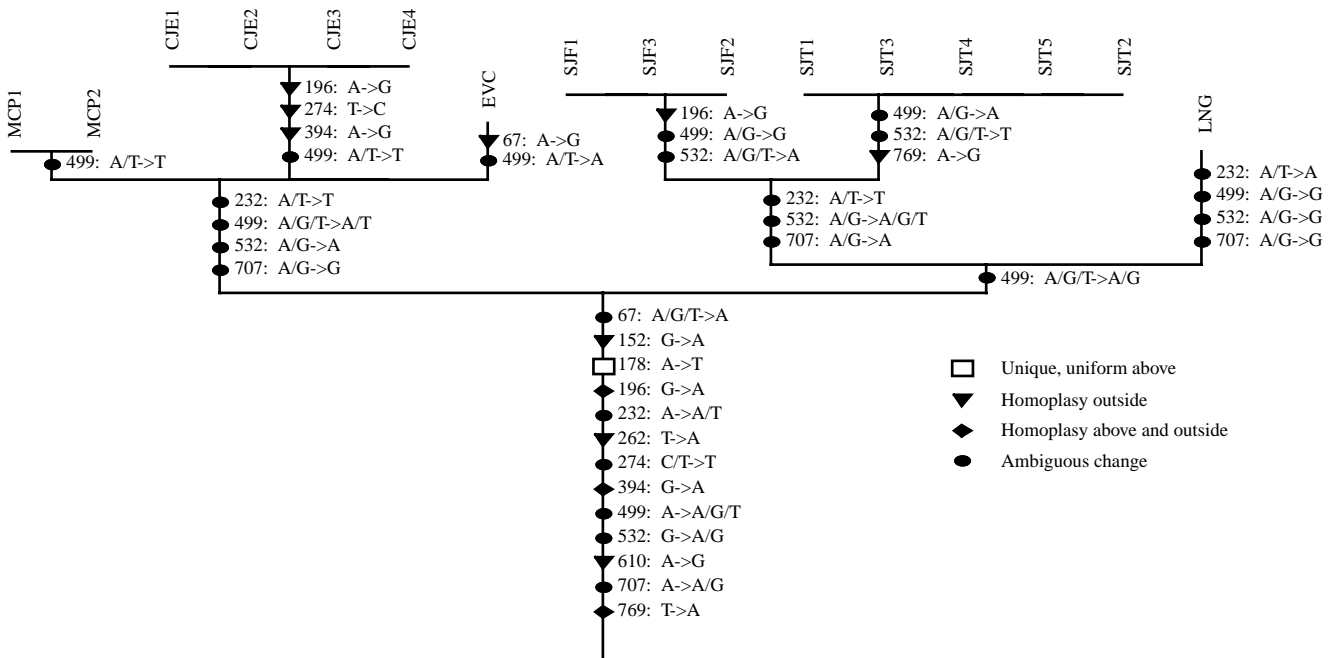 CJE1
CJE2
CJE3
CJE4
SJF1
SJF3
SJF2
SJT1
SJT3
SJT4
SJT5
SJT2
MCP1
MCP2
EVC
LNG
196: A->G
274: T->C
394: A->G
499: A/T->T
499: A/T->T
67: A->G
499: A/T->A
196: A->G
499: A/G->G
532: A/G/T->A
499: A/G->A
532: A/G/T->T
769: A->G
232: A/T->A
499: A/G->G
532: A/G->G
707: A/G->G
232: A/T->T
499: A/G/T->A/T
532: A/G->A
707: A/G->G
232: A/T->T
532: A/G->A/G/T
707: A/G->A
499: A/G/T->A/G
67: A/G/T->A
152: G->A
178: A->T
196: G->A
232: A->A/T
262: T->A
274: C/T->T
394: G->A
499: A->A/G/T
532: G->A/G
610: A->G
707: A->A/G
769: T->A
Unique, uniform above
Homoplasy outside
Homoplasy above and outside
Ambiguous change